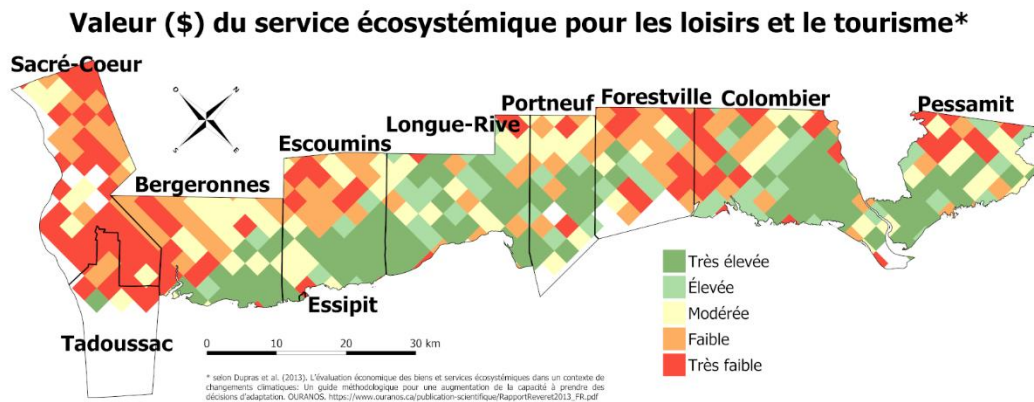 Valeur ($) du service écosystémique pour les loisirs et le tourisme*
Sacré-Coeur
O
N
S
E
Bergeronnes
Escoumins
Longue-Rive
Portneuf
Forestville
Colombier
Pessamit
Essipit
Tadoussac
Très élevée
Élevée
Modérée
Faible
Très faible
0 10 20 30 km
* selon Dupras et al. (2013). L'évaluation économique des biens et services écosystémiques dans un contexte de
changements climatiques: Un guide méthodologique pour une augmentation de la capacité à prendre des
décisions d'adaptation. OURANOS. https://www.ouranos.ca/publication-scientifique/RapportReveret2013_FR.pdf